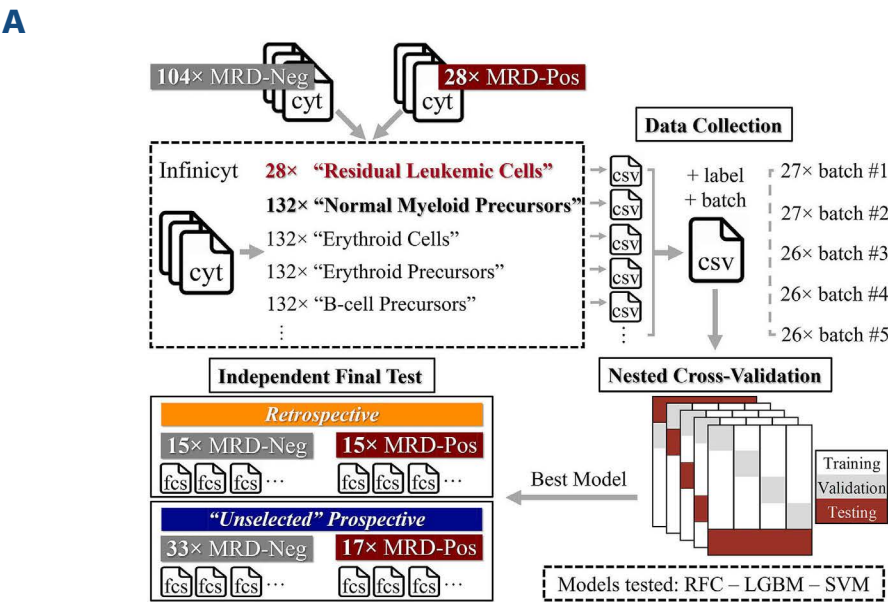 A
104× MRD-Neg
28× MRD-Pos
cyt
cyt
Data Collection
Infinicyt
28× “Residual Leukemic Cells”
132× “Normal Myeloid Precursors”
132× “Erythroid Cells”
132× “Erythroid Precursors”
132× “B-cell Precursors”
⋮
cyt
csv
csv
csv
csv
csv
⋮
+ label
+ batch
csv
27× batch #1
27× batch #2
26× batch #3
26× batch #4
26× batch #5
Independent Final Test
Retrospective
15× MRD-Neg
15× MRD-Pos
fcs fcs fcs ···
fcs fcs fcs ···
“Unselected” Prospective
33× MRD-Neg
17× MRD-Pos
fcs fcs fcs ···
fcs fcs fcs ···
Best Model
Nested Cross-Validation
Training
Validation
Testing
Models tested: RFC – LGBM – SVM